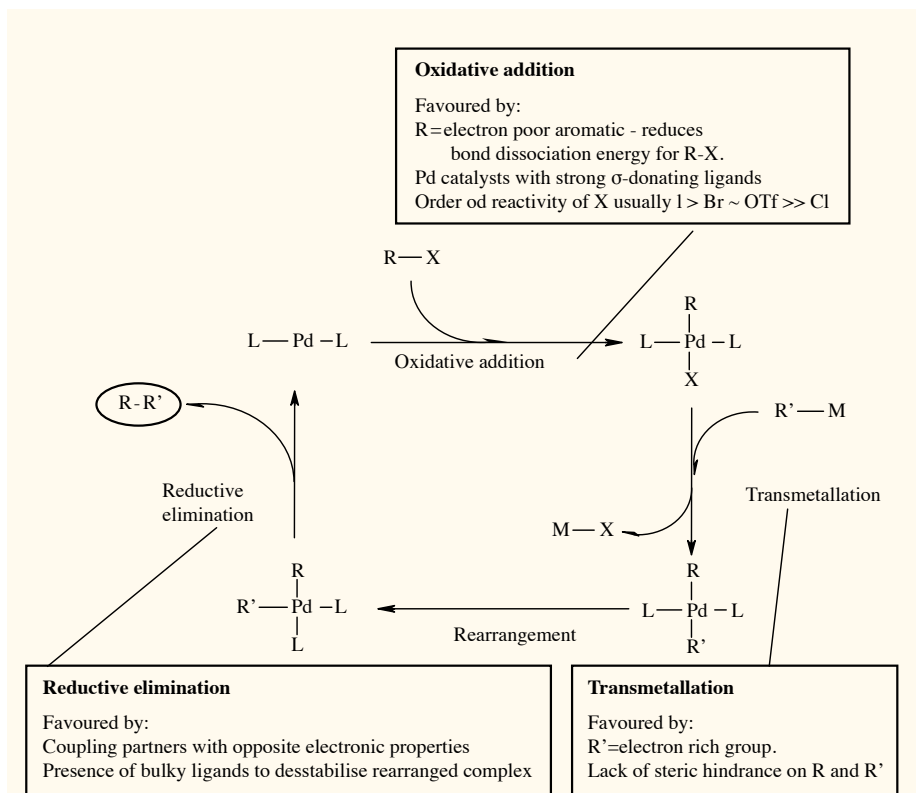 Oxidative addition
Favoured by:
R=electron poor aromatic - reduces
bond dissociation energy for R-X.
Pd catalysts with strong σ-donating ligands
Order od reactivity of X usually l > Br ~ OTf >> Cl
R—X
L—Pd—L
Oxidative addition
R
L—Pd—L
X
R-R’
R’—M
Reductive
elimination
Transmetallation
M—X
R
R’—Pd—L
L
Rearrangement
R
L—Pd—L
R’
Reductive elimination
Favoured by:
Coupling partners with opposite electronic properties
Presence of bulky ligands to desstabilise rearranged complex
Transmetallation
Favoured by:
R’=electron rich group.
Lack of steric hindrance on R and R’